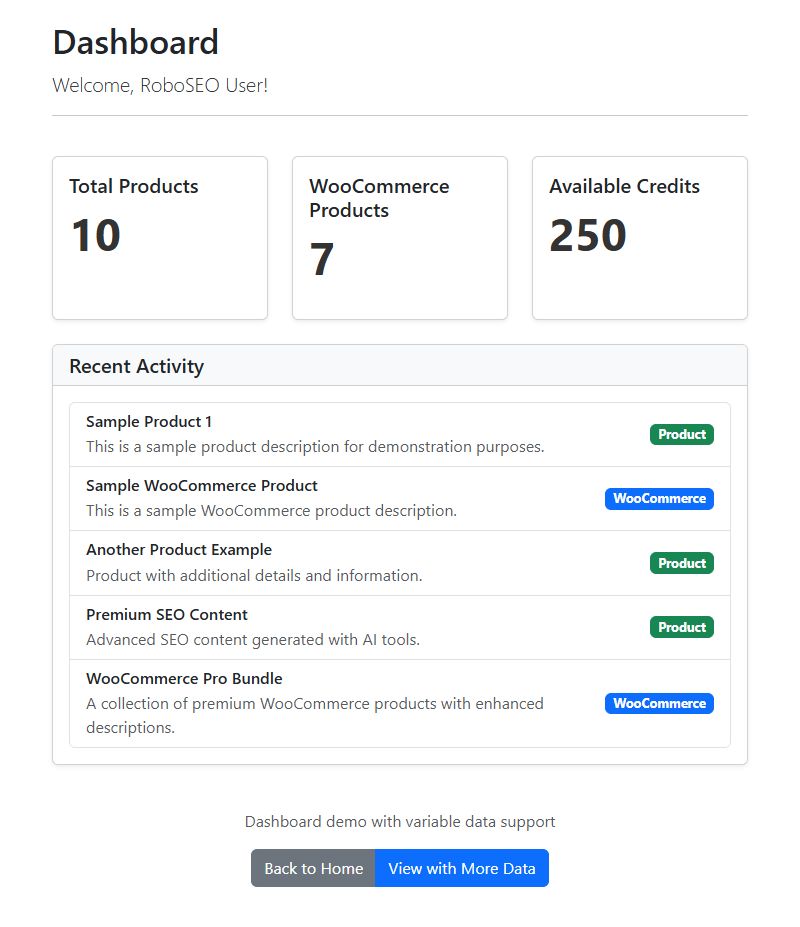 Dashboard
Welcome, RoboSEO User!
Total Products
10
WooCommerce
Products
7
Available Credits
250
Recent Activity
Sample Product 1
This is a sample product description for demonstration purposes.
Product
Sample WooCommerce Product
This is a sample WooCommerce product description.
WooCommerce
Another Product Example
Product with additional details and information.
Product
Premium SEO Content
Advanced SEO content generated with AI tools.
Product
WooCommerce Pro Bundle
A collection of premium WooCommerce products with enhanced
descriptions.
WooCommerce
Dashboard demo with variable data support
Back to Home
View with More Data